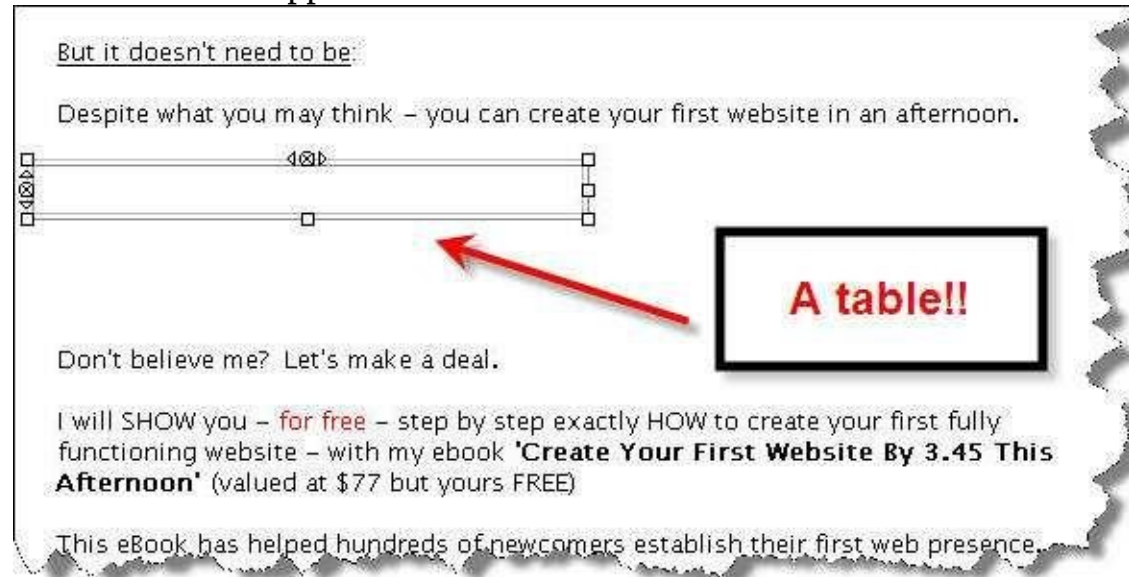 But it doesn't need to be:
Despite what you may think – you can create your first website in an afternoon.
A table!!
Don't believe me? Let's make a deal.
I will SHOW you – for free – step by step exactly HOW to create your first fully
functioning website – with my ebook 'Create Your First Website By 3.45 This
Afternoon' (valued at $77 but yours FREE)
This eBook has helped hundreds of newcomers establish their first web presence.